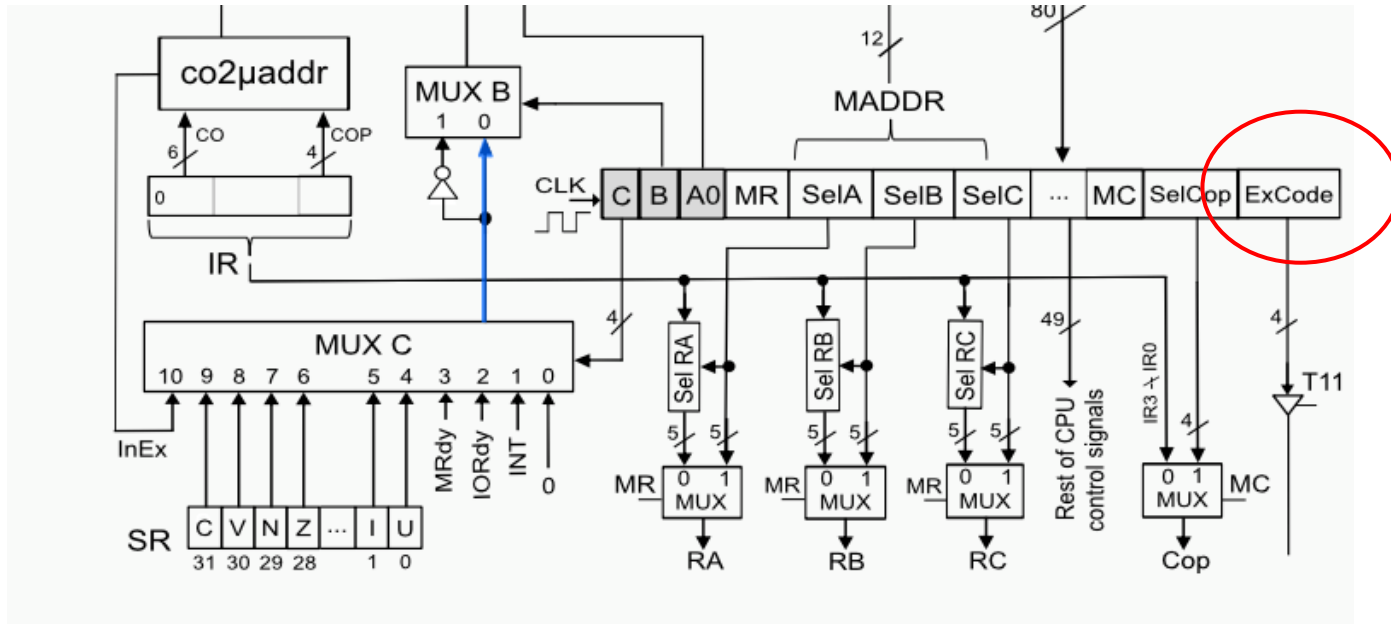 80
12
co2μaddr
MUX B
1 0
MADDR
CO
COP
6
4
0
IR
CLK
C B A0 MR SelA SelB SelC ... MC SelCop ExCode
4
MUX C
10 9 8 7 6 5 4 3 2 1 0
InEx
MRdy
IORdy
INT
0
SR
C V N Z ... I U
31 30 29 28 1 0
Sel RA
Sel RB
Sel RC
5 5
5 5
5 5
MR 0 1
MUX
RA
MR 0 1
MUX
RB
MR 0 1
MUX
RC
49
Rest of CPU
control signals
IR3 - IR0
4
0 1 MC
MUX
Cop
4
T11